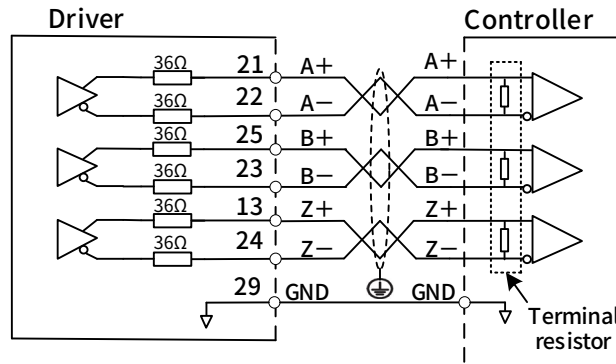 Driver
Controller
36Ω 21 A+ A+
36Ω 22 A− A−
36Ω 25 B+ B+
36Ω 23 B− B−
36Ω 13 Z+ Z+
36Ω 24 Z− Z−
29 GND GND
Terminal
resistor